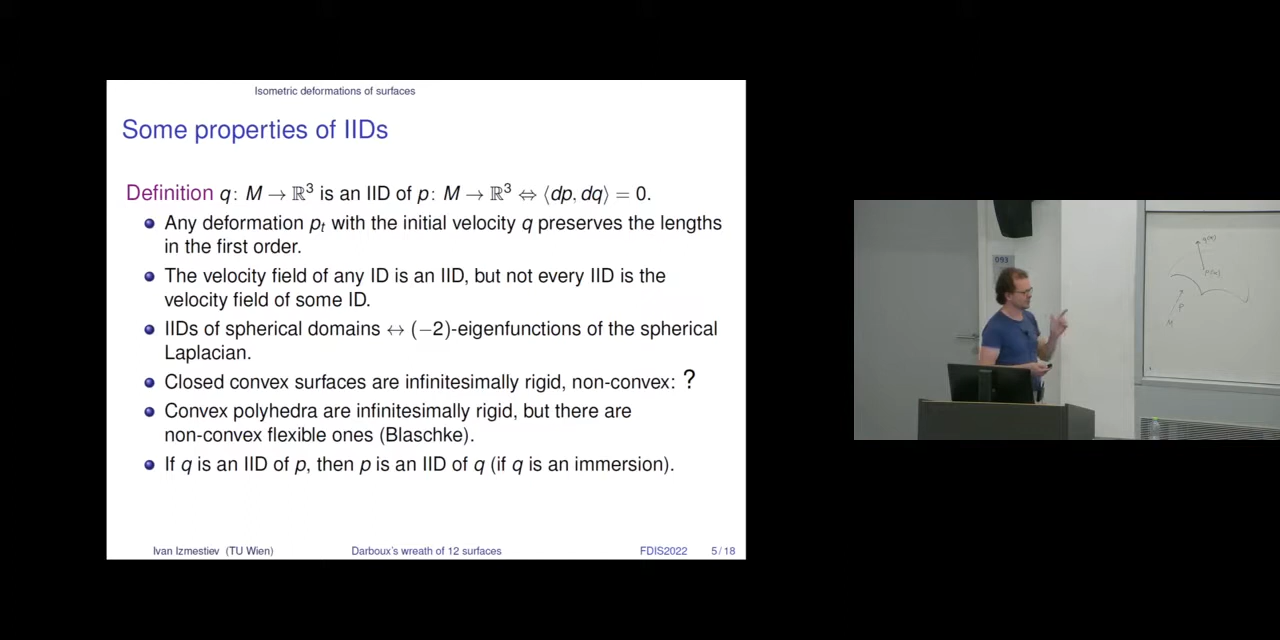 Isometric deformations of surfaces
Some properties of IIDs
Definition q: M → ℝ³ is an IID of p: M → ℝ³ ⇔ ⟨dp, dq⟩ = 0.
• Any deformation pₜ with the initial velocity q preserves the lengths
in the first order.
• The velocity field of any ID is an IID, but not every IID is the
velocity field of some ID.
• IIDs of spherical domains ↔ (−2)-eigenfunctions of the spherical
Laplacian.
• Closed convex surfaces are infinitesimally rigid, non-convex: ?
• Convex polyhedra are infinitesimally rigid, but there are
non-convex flexible ones (Blaschke).
• If q is an IID of p, then p is an IID of q (if q is an immersion).
Ivan Izmestiev (TU Wien) Darboux's wreath of 12 surfaces FDIS2022 5 / 18
093
q(x)
p(x)
P
M